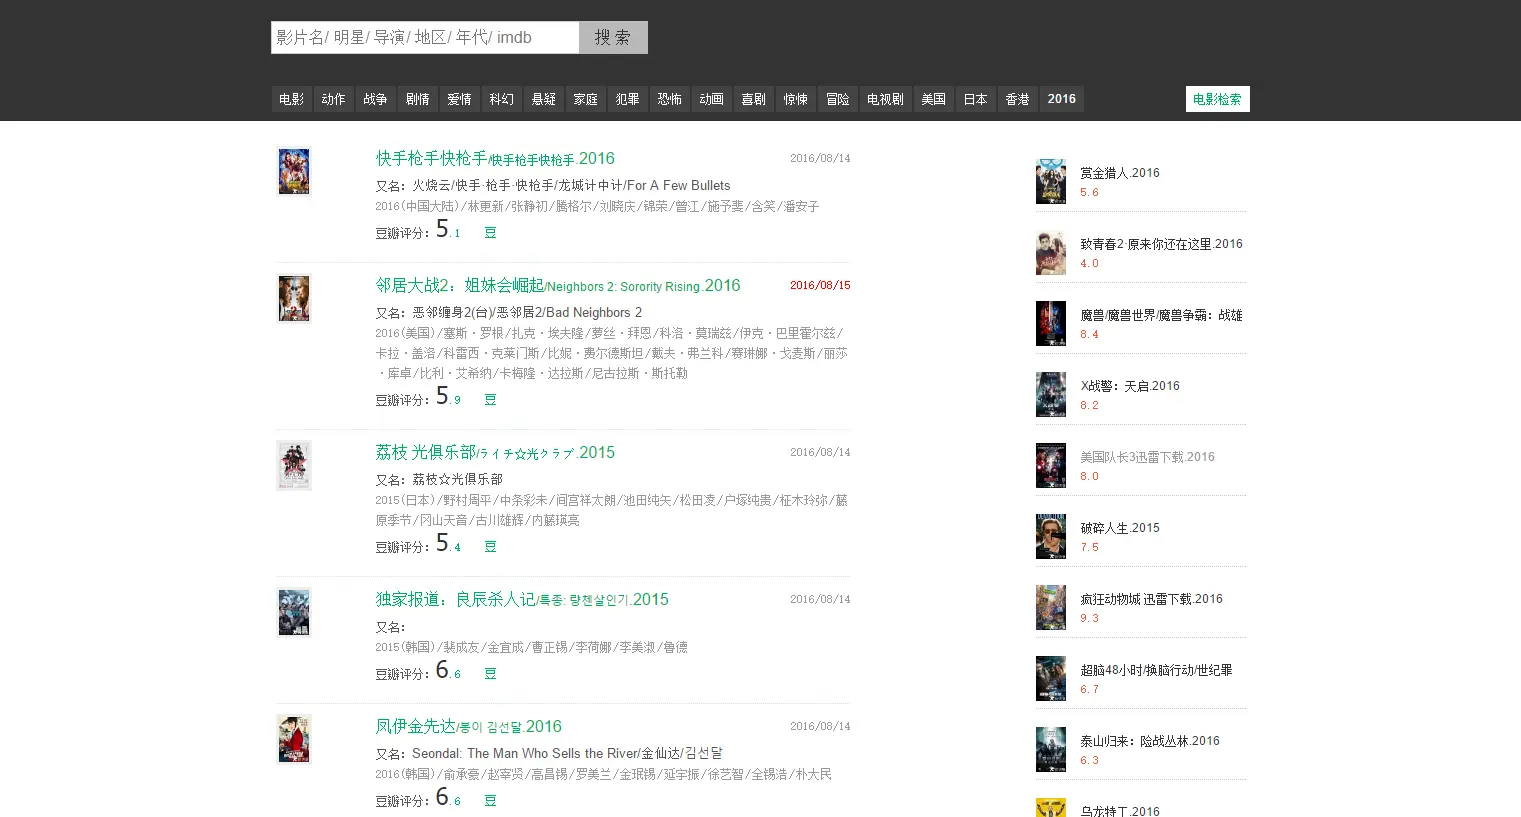 影片名/ 明星/ 导演/ 地区/ 年代/ imdb 搜 索
电影 动作 战争 剧情 爱情 科幻 悬疑 家庭 犯罪 恐怖 动画 喜剧 惊悚 冒险 电视剧 美国 日本 香港 2016 电影检索
快手枪手快枪手/快手枪手快枪手.2016 2016/08/14
又名：火烧云/快手·枪手·快枪手/龙城计中计/For A Few Bullets
2016(中国大陆)/林更新/张静初/腾格尔/刘晓庆/锦荣/曾江/施予斐/含笑/潘安子
豆瓣评分：5.1 豆
邻居大战2：姐妹会崛起/Neighbors 2: Sorority Rising.2016 2016/08/15
又名：恶邻缠身2(台)/恶邻居2/Bad Neighbors 2
2016(美国)/塞斯·罗根/扎克·埃夫隆/萝丝·拜恩/科洛·莫瑞兹/伊克·巴里霍尔兹/
卡拉·盖洛/科雷西·克莱门斯/比妮·费尔德斯坦/戴夫·弗兰科/赛琳娜·戈麦斯/丽莎
·库卓/比利·艾希纳/卡梅隆·达拉斯/尼古拉斯·斯托勒
豆瓣评分：5.9 豆
荔枝 光俱乐部/ライチ☆光クラブ.2015 2016/08/14
又名：荔枝☆光俱乐部
2015(日本)/野村周平/中条彩未/间宫祥太朗/池田纯矢/松田凌/户塚纯贵/柾木玲弥/藤
原季节/冈山天音/古川雄辉/内藤瑛亮
豆瓣评分：5.4 豆
独家报道：良辰杀人记/특종: 량첸살인기.2015 2016/08/14
又名：
2015(韩国)/裴成友/金宜成/曹正锡/李荷娜/李美淑/鲁德
豆瓣评分：6.6 豆
凤伊金先达/봉이 김선달.2016 2016/08/14
又名：Seondal: The Man Who Sells the River/金仙达/김선달
2016(韩国)/俞承豪/赵宰贤/高昌锡/罗美兰/金珉锡/延宇振/徐艺智/全锡浩/朴大民
豆瓣评分：6.6 豆
赏金猎人.2016
5.6
致青春2·原来你还在这里.2016
4.0
魔兽/魔兽世界/魔兽争霸：战雄
8.4
X战警：天启.2016
8.2
美国队长3迅雷下载.2016
8.0
破碎人生.2015
7.5
疯狂动物城 迅雷下载.2016
9.3
超脑48小时/换脑行动/世纪罪
6.7
泰山归来：险战丛林.2016
6.3
乌龙特工.2016